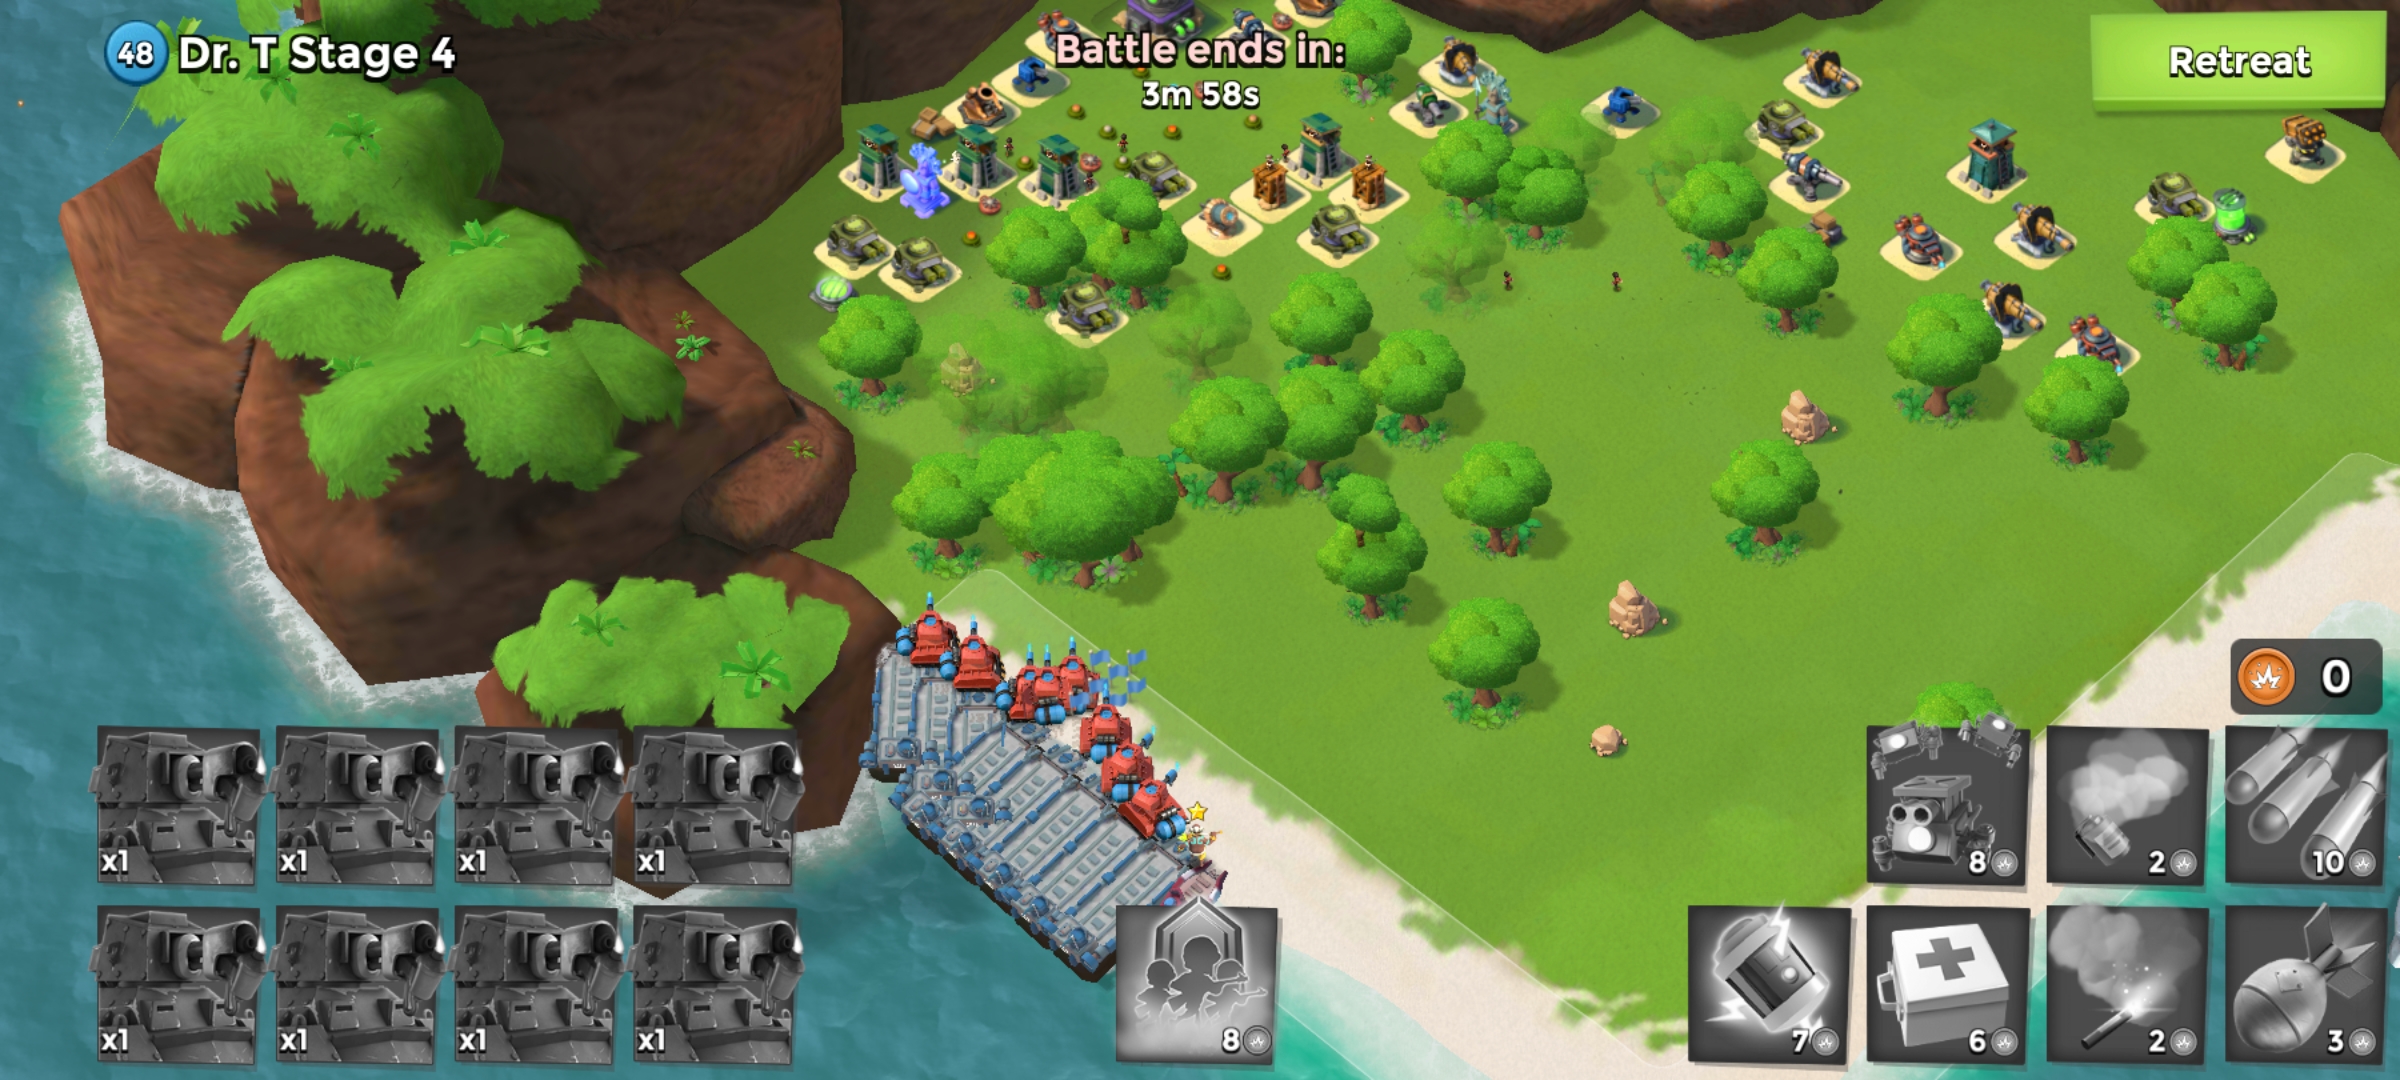 48 Dr. T Stage 4
Battle ends in:
3m 58s
Retreat
0
x1 x1 x1 x1
8 2 10
x1 x1 x1 x1
8
7 6 2 3